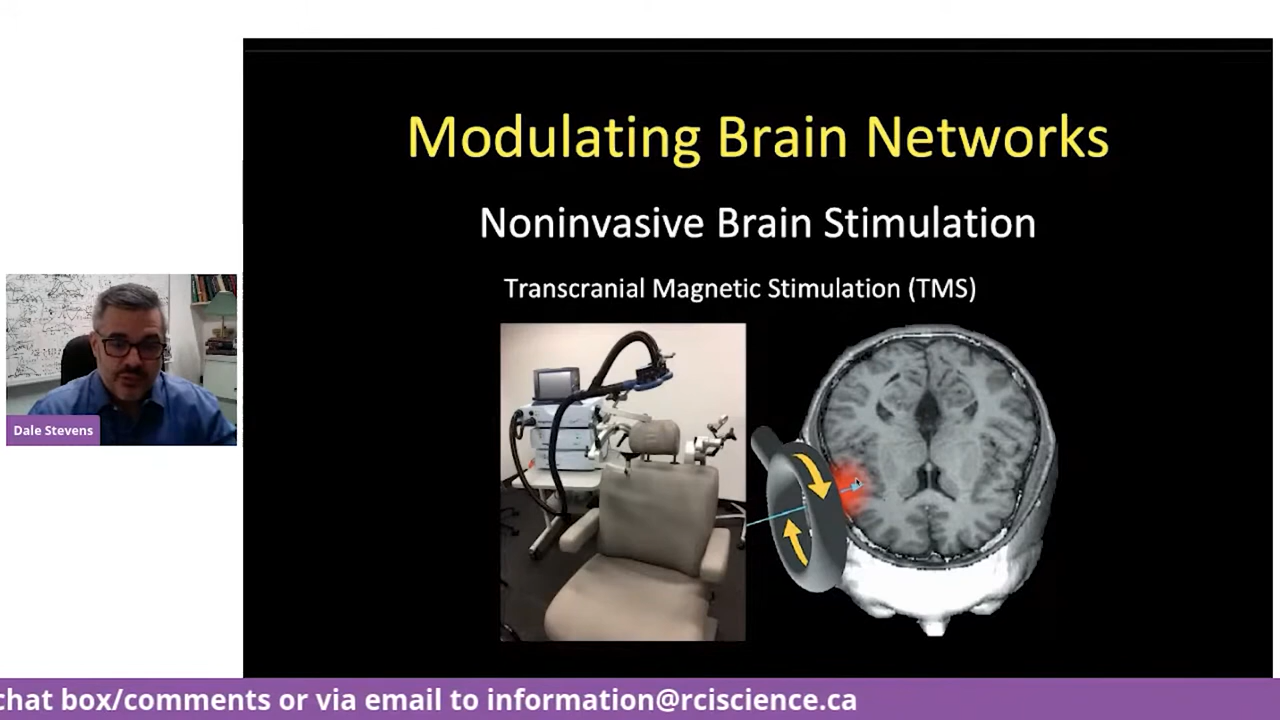 Modulating Brain Networks
Noninvasive Brain Stimulation
Transcranial Magnetic Stimulation (TMS)
Dale Stevens
chat box/comments or via email to information@rciscience.ca